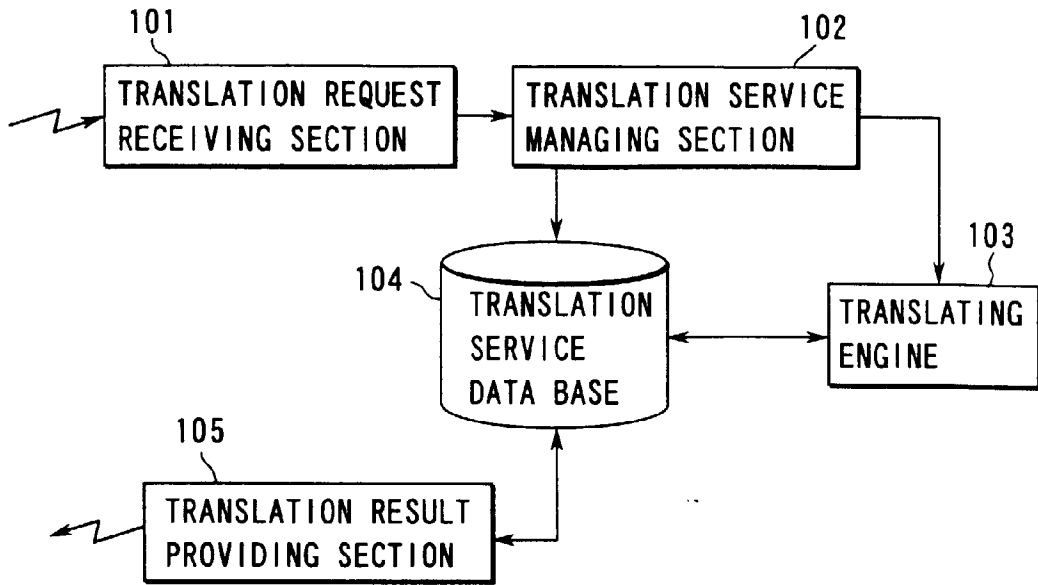 101
TRANSLATION REQUEST
RECEIVING SECTION
102
TRANSLATION SERVICE
MANAGING SECTION
103
TRANSLATING
ENGINE
104
TRANSLATION
SERVICE
DATA BASE
105
TRANSLATION RESULT
PROVIDING SECTION